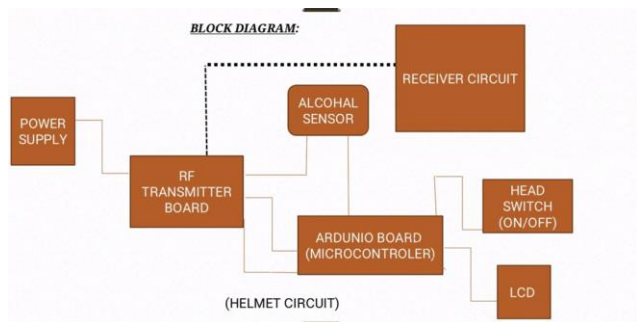 BLOCK DIAGRAM:
RECEIVER CIRCUIT
ALCOHAL
SENSOR
POWER
SUPPLY
RF
TRANSMITTER
BOARD
HEAD
SWITCH
(ON/OFF)
ARDUNIO BOARD
(MICROCONTROLER)
LCD
(HELMET CIRCUIT)